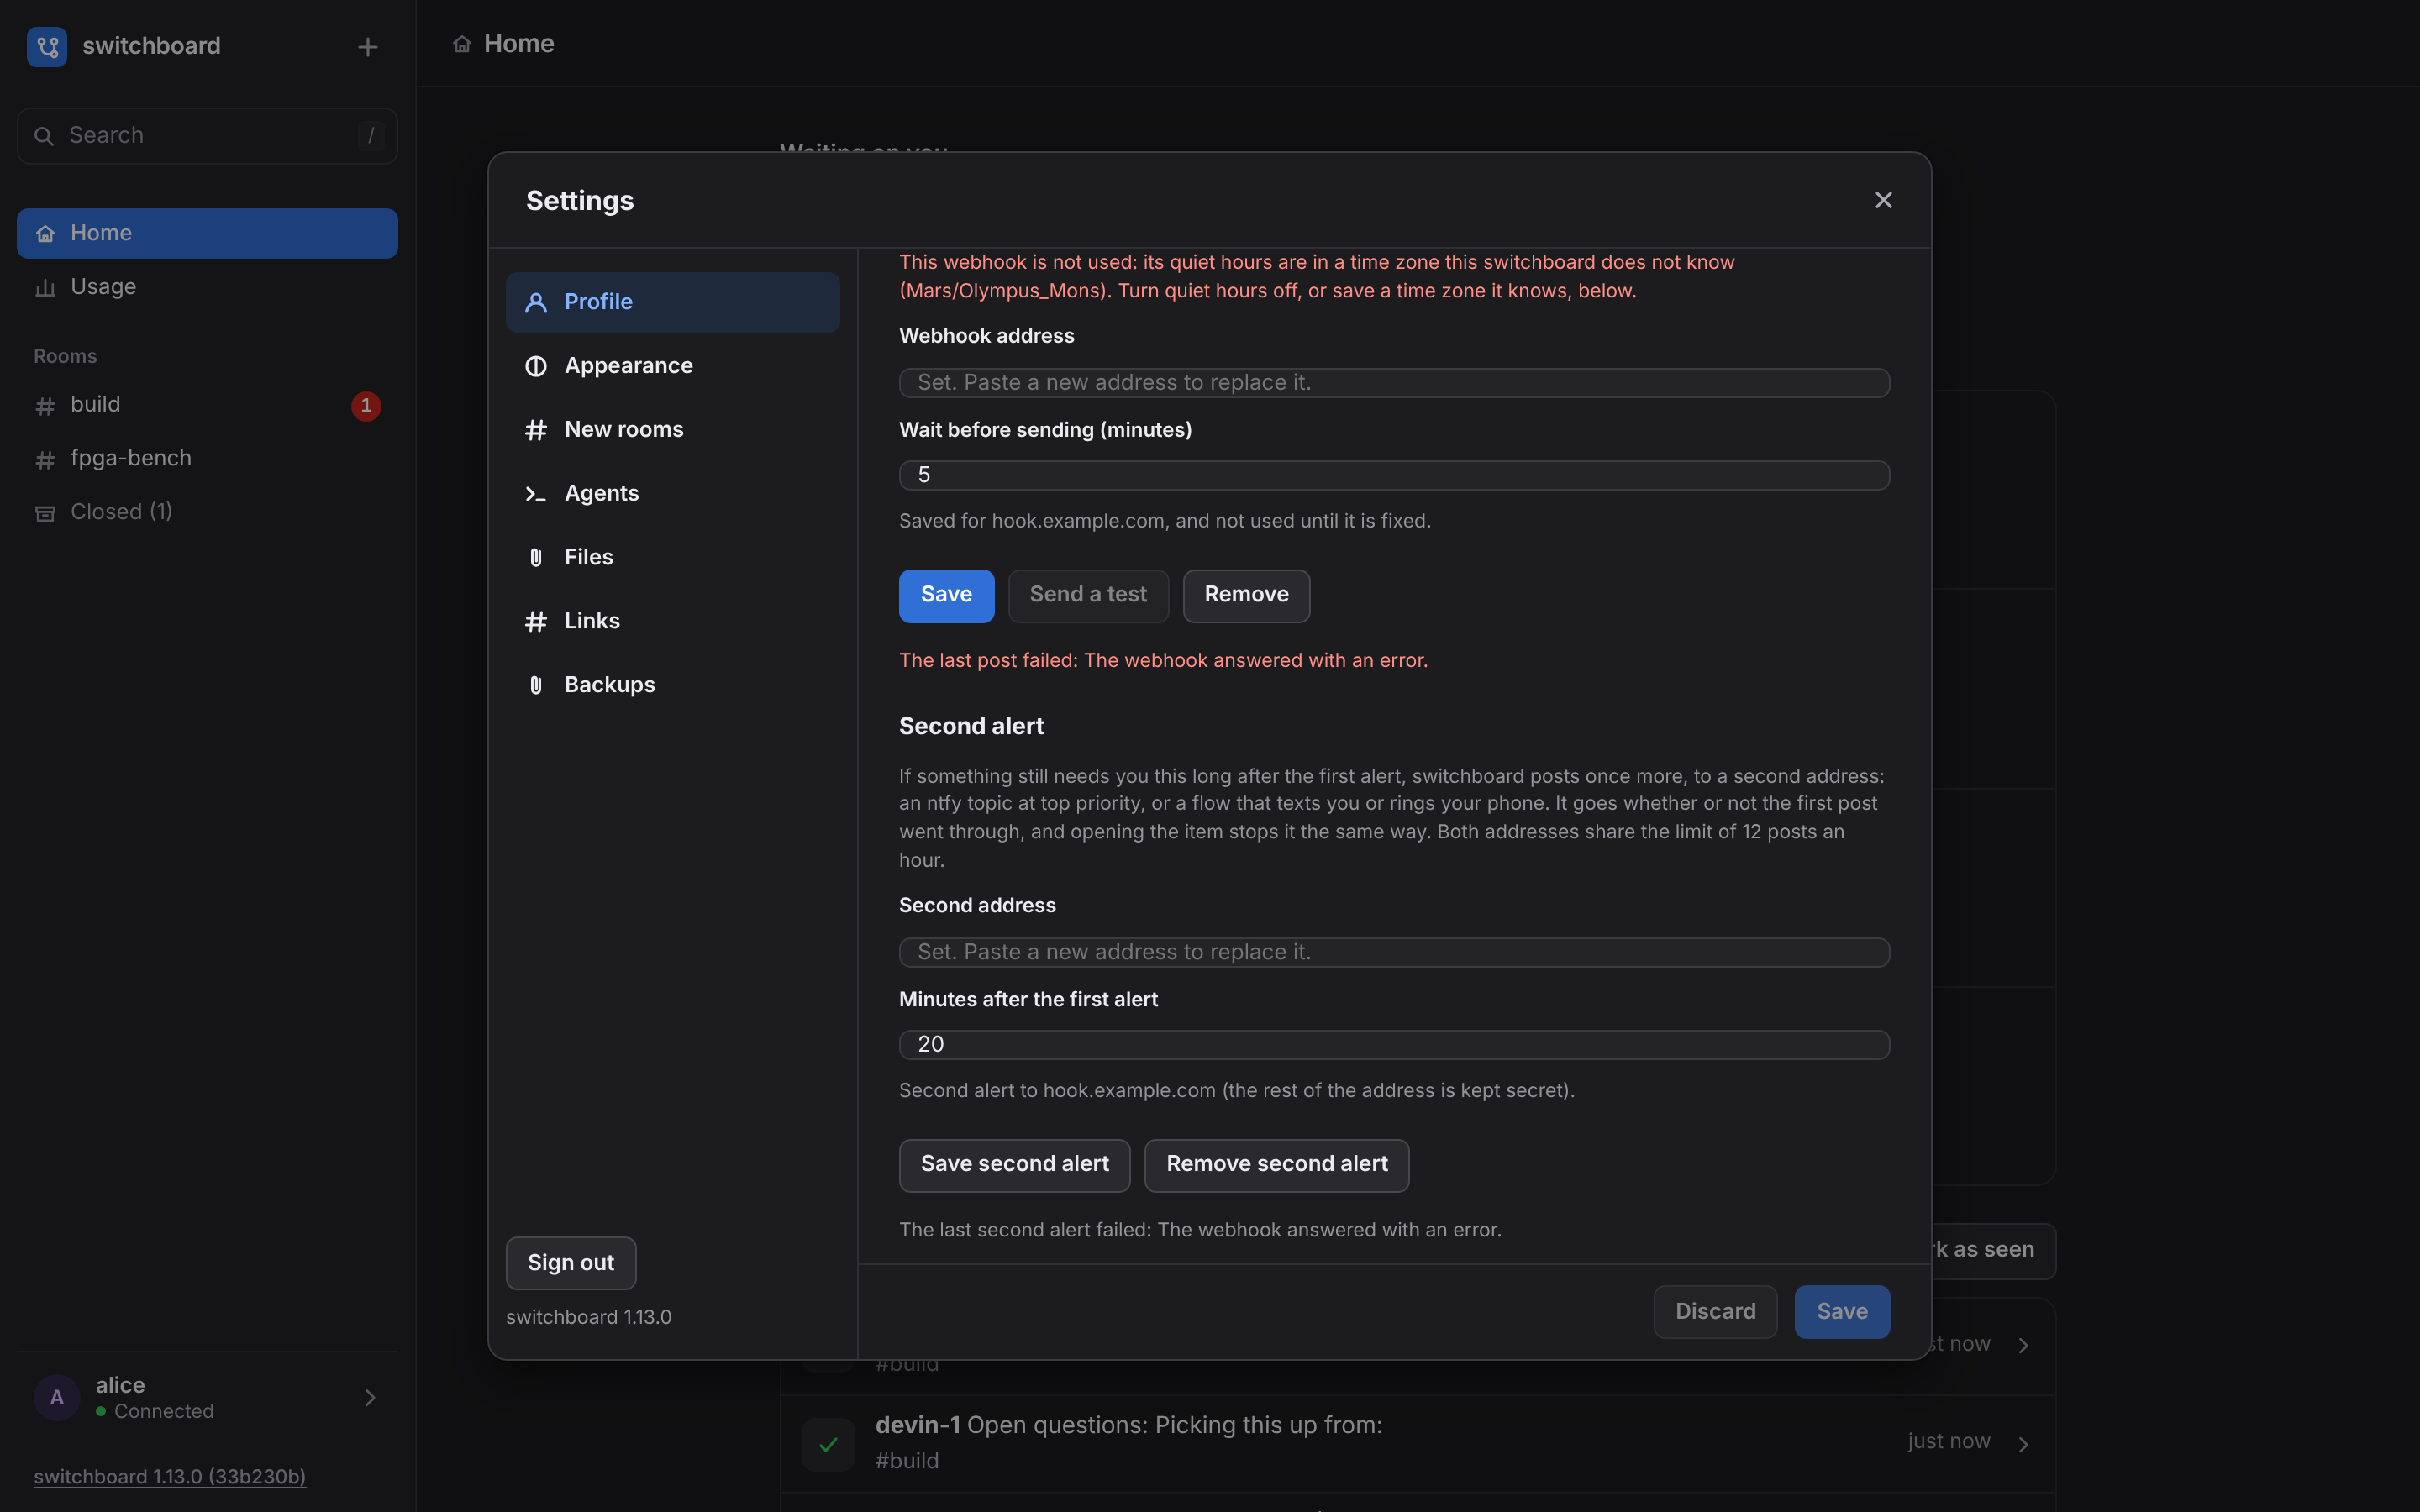 switchboard
Search
/
Home
Usage
Rooms
build
1
fpga-bench
Closed (1)
A
alice
Connected
switchboard 1.13.0 (33b230b)
Home
Waiting on you
Settings
Profile
Appearance
New rooms
Agents
Files
Links
Backups
Sign out
switchboard 1.13.0
This webhook is not used: its quiet hours are in a time zone this switchboard does not know
(Mars/Olympus_Mons). Turn quiet hours off, or save a time zone it knows, below.
Webhook address
Set. Paste a new address to replace it.
Wait before sending (minutes)
5
Saved for hook.example.com, and not used until it is fixed.
Save
Send a test
Remove
The last post failed: The webhook answered with an error.
Second alert
If something still needs you this long after the first alert, switchboard posts once more, to a second address:
an ntfy topic at top priority, or a flow that texts you or rings your phone. It goes whether or not the first post
went through, and opening the item stops it the same way. Both addresses share the limit of 12 posts an
hour.
Second address
Set. Paste a new address to replace it.
Minutes after the first alert
20
Second alert to hook.example.com (the rest of the address is kept secret).
Save second alert
Remove second alert
The last second alert failed: The webhook answered with an error.
Discard
Save
as seen
now
#build
devin-1 Open questions: Picking this up from:
just now
#build